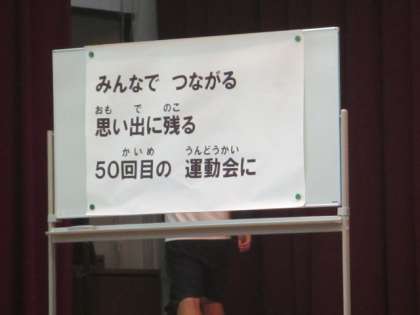 みんなで つながる
おも で のこ
思い出に残る
かいめ うんどうかい
50回目の 運動会に